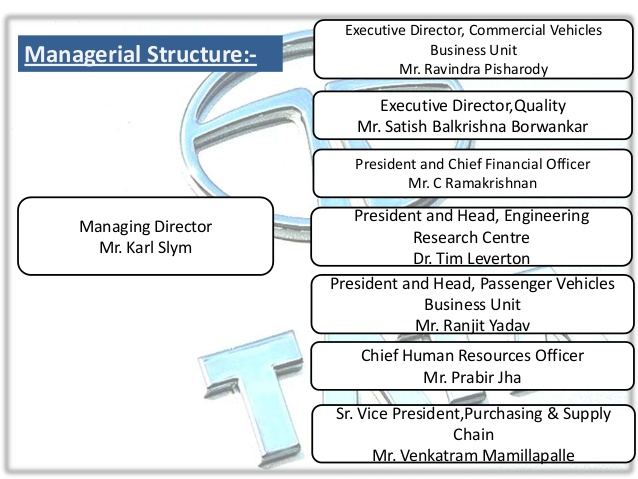 Managerial Structure:-
Managing Director
Mr. Karl Slym
Executive Director, Commercial Vehicles
Business Unit
Mr. Ravindra Pisharody
Executive Director,Quality
Mr. Satish Balkrishna Borwankar
President and Chief Financial Officer
Mr. C Ramakrishnan
President and Head, Engineering
Research Centre
Dr. Tim Leverton
President and Head, Passenger Vehicles
Business Unit
Mr. Ranjit Yadav
Chief Human Resources Officer
Mr. Prabir Jha
Sr. Vice President,Purchasing & Supply
Chain
Mr. Venkatram Mamillapalle